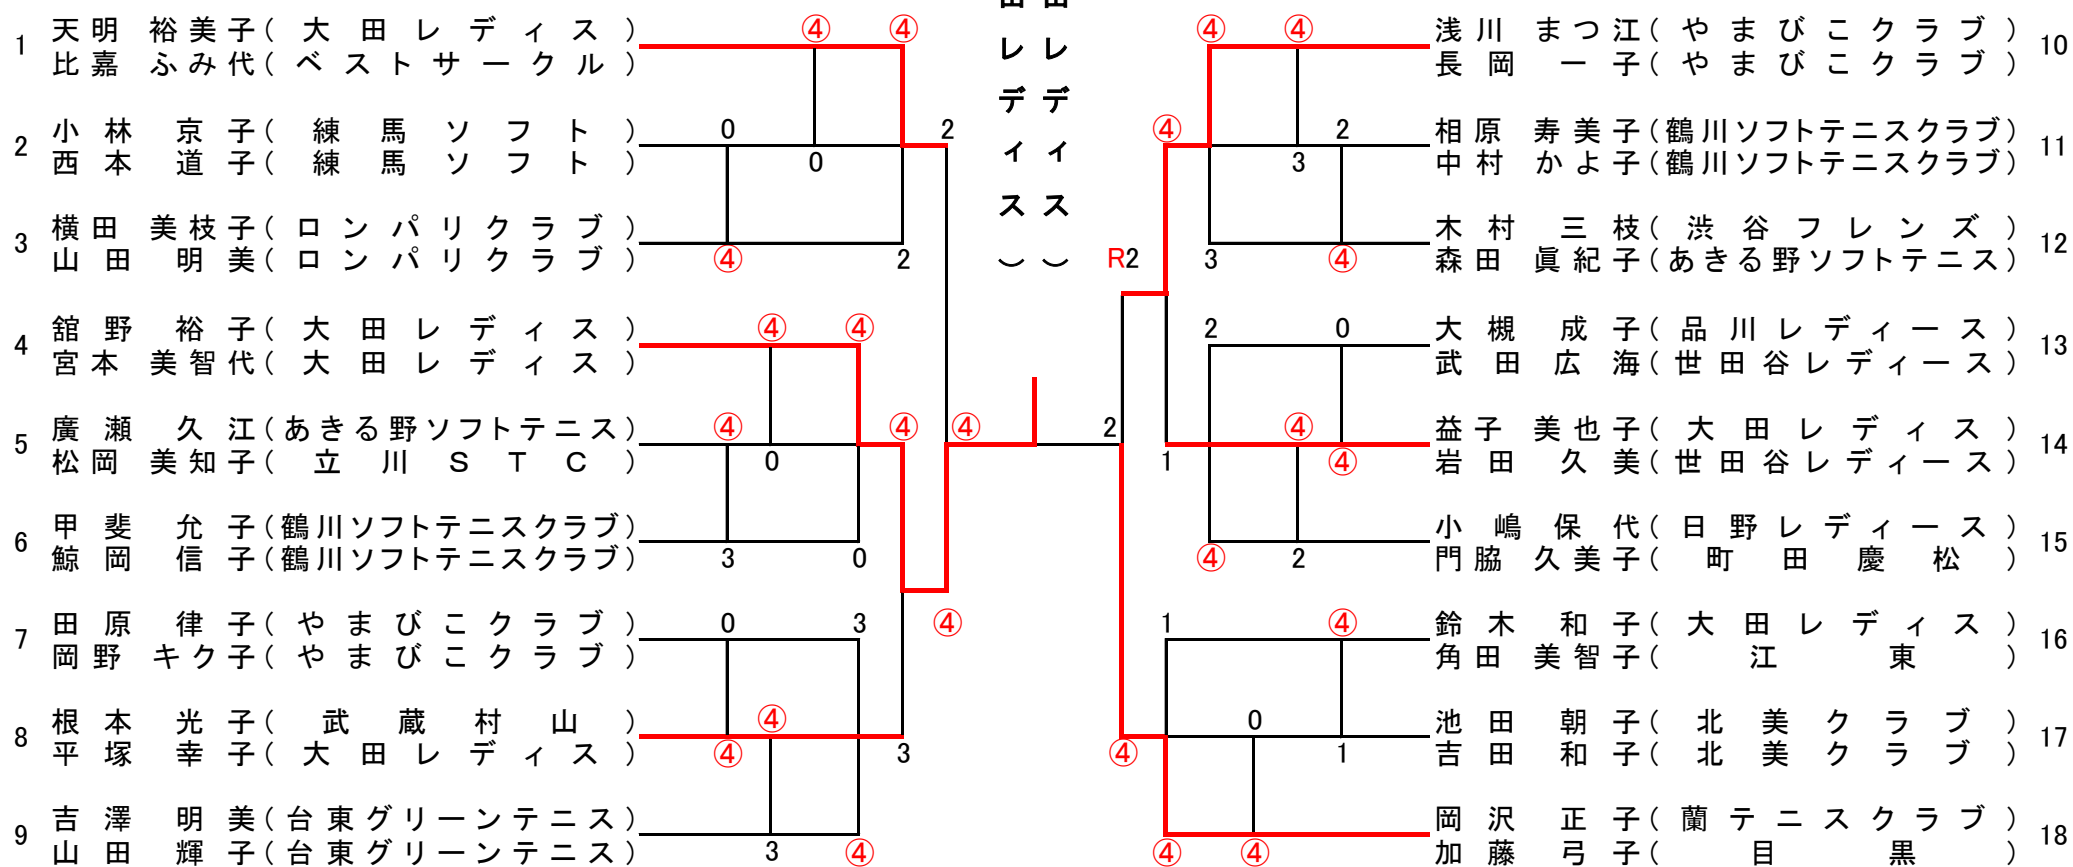 田 田
レ レ
デ デ
ィ ィ
ス ス
） ）
1 天明 裕美子( 大田レディス )
比嘉 ふみ代( ベストサークル )
④ ④
2 小林 京子( 練馬ソフト )
西本 道子( 練馬ソフト )
0 2
0
3 横田 美枝子( ロンパリクラブ )
山田 明美( ロンパリクラブ )
④ 2
4 舘野 裕子( 大田レディス )
宮本 美智代( 大田レディス )
④ ④
5 廣瀬 久江(あきる野ソフトテニス)
松岡 美知子( 立川STC )
④ ④ ④
0
6 甲斐 允子(鶴川ソフトテニスクラブ)
鯨岡 信子(鶴川ソフトテニスクラブ)
3 0
7 田原 律子( やまびこクラブ )
岡野 キク子( やまびこクラブ )
0 3 ④
8 根本 光子( 武蔵村山 )
平塚 幸子( 大田レディス )
④
④ 3
9 吉澤 明美(台東グリーンテニス)
山田 輝子(台東グリーンテニス)
3 ④
④ ④
浅川 まつ江( やまびこクラブ ) 10
長岡 一子( やまびこクラブ )
④ 2
3
相原 寿美子(鶴川ソフトテニスクラブ) 11
中村 かよ子(鶴川ソフトテニスクラブ)
R2 3 ④
木村 三枝( 渋谷フレンズ ) 12
森田 眞紀子(あきる野ソフトテニス)
2 0
大槻 成子( 品川レディース ) 13
武田 広海( 世田谷レディース )
2 ④
1 ④
益子 美也子( 大田レディス ) 14
岩田 久美( 世田谷レディース )
④ 2
小嶋 保代( 日野レディース ) 15
門脇 久美子( 町田慶松 )
1 ④
鈴木 和子( 大田レディス ) 16
角田 美智子( 江東 )
0
④ 1
池田 朝子( 北美クラブ ) 17
吉田 和子( 北美クラブ )
④ ④
岡沢 正子( 蘭テニスクラブ ) 18
加藤 弓子( 目黒 )